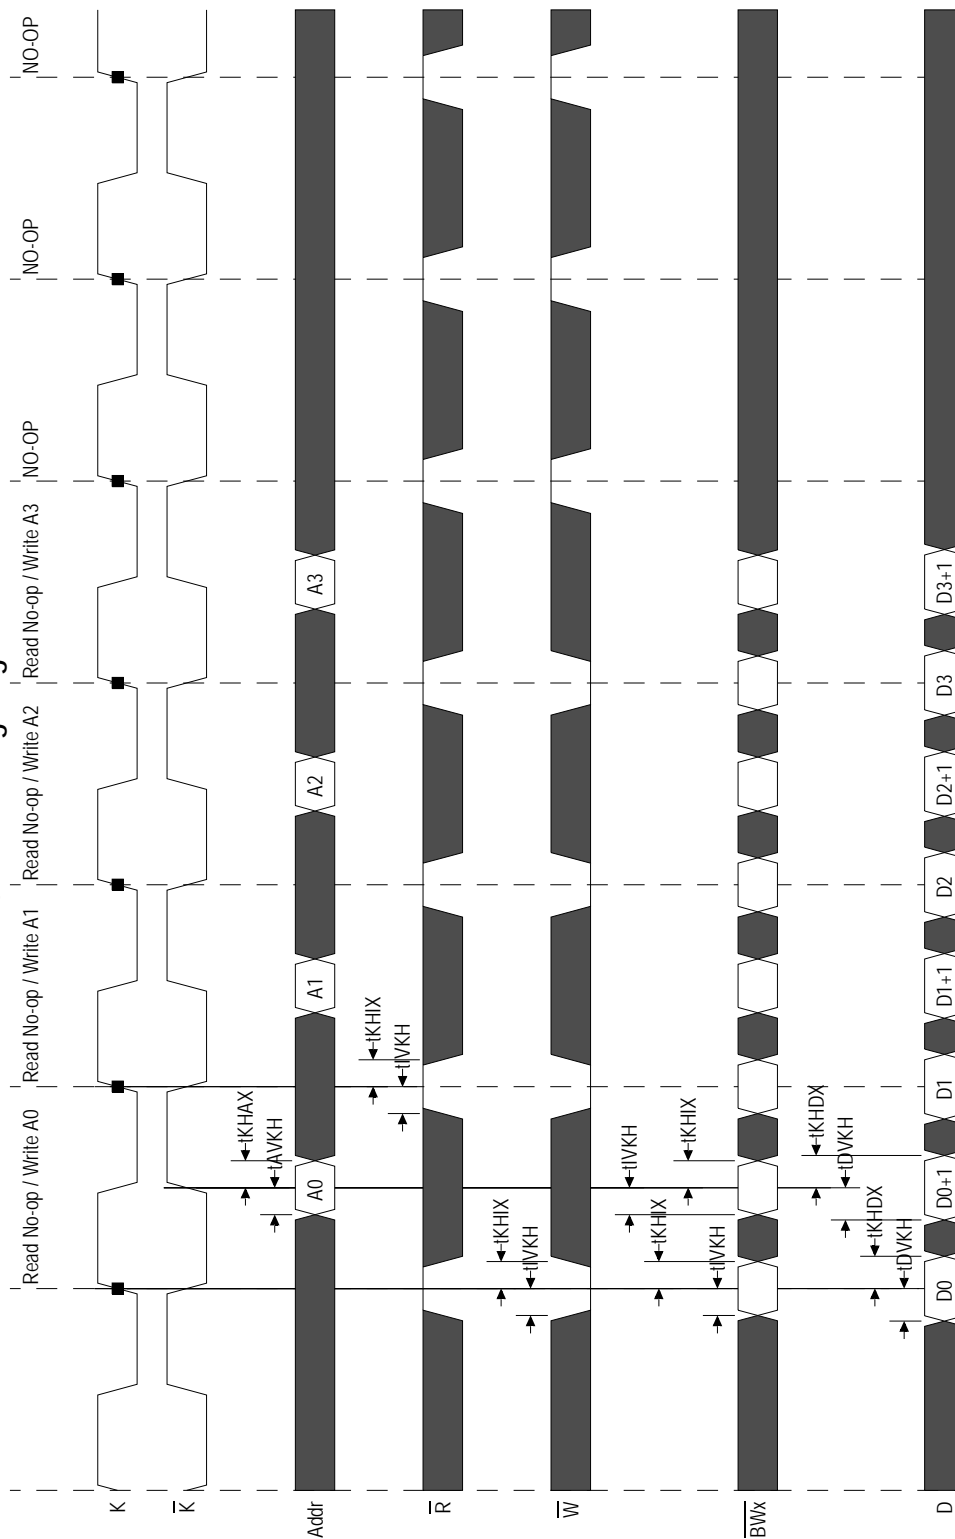 Read No-op / Write A0 Read No-op / Write A1 Read No-op / Write A2 Read No-op / Write A3 NO-OP NO-OP NO-OP
K
K̅
tKHAX
tAVKH
Addr A0 A1 A2 A3
tKHIX
tIVKH
R̅
tKHIX
tIVKH
W̅
tIVKH
tKHIX
tKHIX
tIVKH
B̅W̅x̅
tKHDX
tDVKH
tKHDX
tDVKH
D D0 D0+1 D1 D1+1 D2 D2+1 D3 D3+1